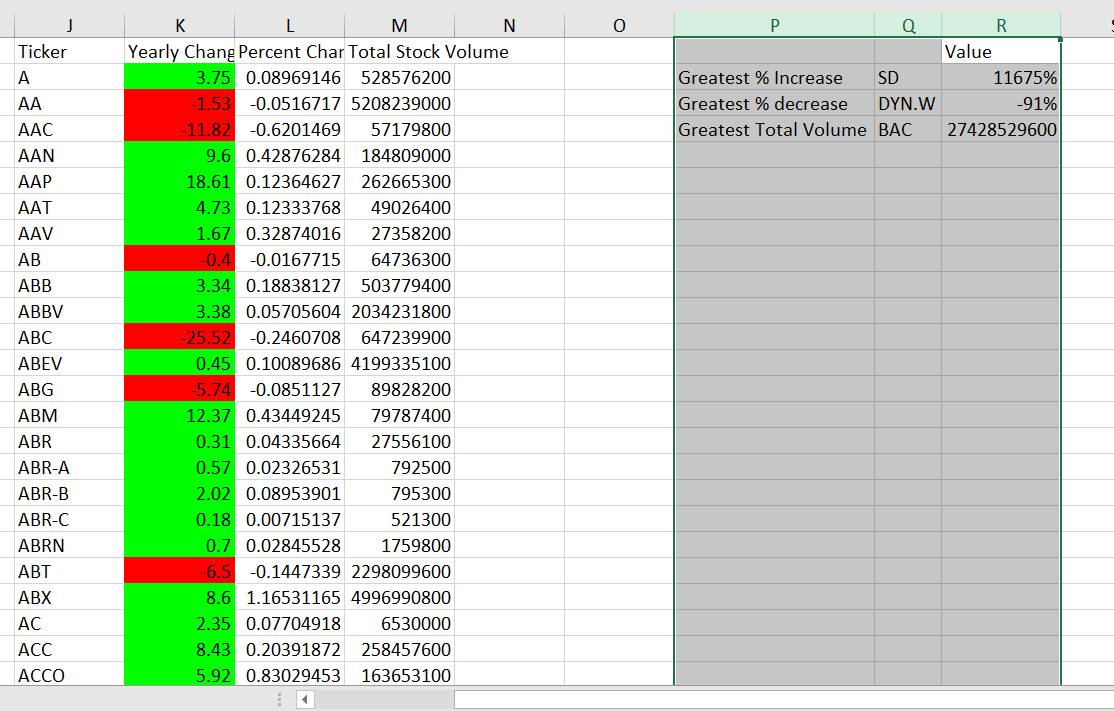 J K L M N O P Q R
Ticker Yearly Chang Percent Char Total Stock Volume Value
A 3.75 0.08969146 528576200 Greatest % Increase SD 11675%
AA -1.53 -0.0516717 5208239000 Greatest % decrease DYN.W -91%
AAC -11.82 -0.6201469 57179800 Greatest Total Volume BAC 27428529600
AAN 9.6 0.42876284 184809000
AAP 18.61 0.12364627 262665300
AAT 4.73 0.12333768 49026400
AAV 1.67 0.32874016 27358200
AB -0.4 -0.0167715 64736300
ABB 3.34 0.18838127 503779400
ABBV 3.38 0.05705604 2034231800
ABC -25.52 -0.2460708 647239900
ABEV 0.45 0.10089686 4199335100
ABG -5.74 -0.0851127 89828200
ABM 12.37 0.43449245 79787400
ABR 0.31 0.04335664 27556100
ABR-A 0.57 0.02326531 792500
ABR-B 2.02 0.08953901 795300
ABR-C 0.18 0.00715137 521300
ABRN 0.7 0.02845528 1759800
ABT -6.5 -0.1447339 2298099600
ABX 8.6 1.16531165 4996990800
AC 2.35 0.07704918 6530000
ACC 8.43 0.20391872 258457600
ACCO 5.92 0.83029453 163653100